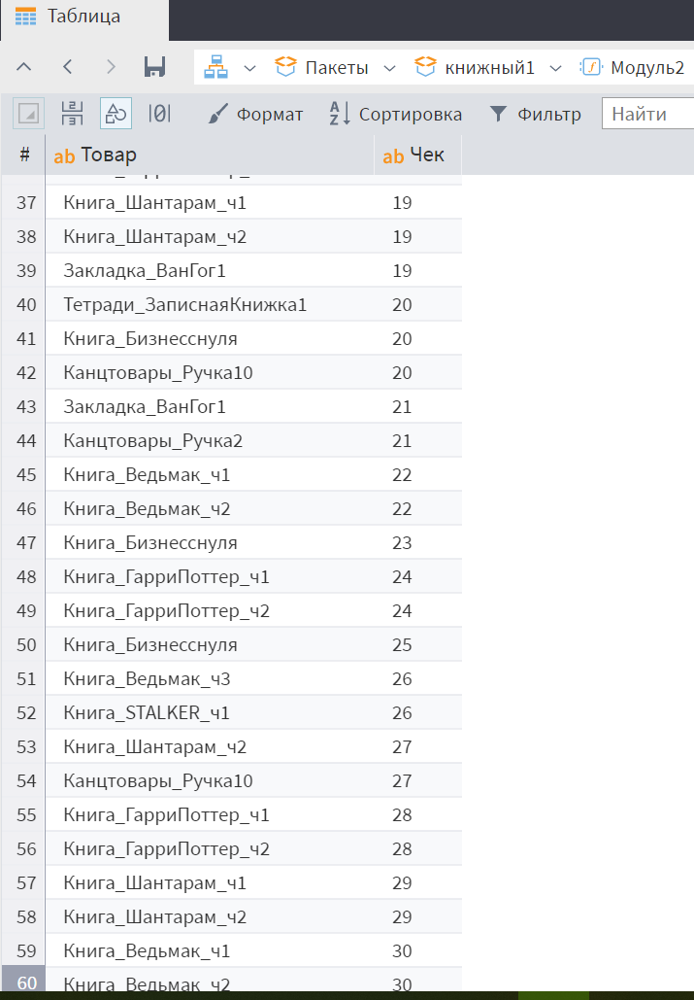 Таблица
Пакеты книжный1 Модуль2
Формат Сортировка Фильтр Найти
# ab Товар ab Чек
37 Книга_Шантарам_ч1 19
38 Книга_Шантарам_ч2 19
39 Закладка_ВанГог1 19
40 Тетради_ЗаписнаяКнижка1 20
41 Книга_Бизнесснуля 20
42 Канцтовары_Ручка10 20
43 Закладка_ВанГог1 21
44 Канцтовары_Ручка2 21
45 Книга_Ведьмак_ч1 22
46 Книга_Ведьмак_ч2 22
47 Книга_Бизнесснуля 23
48 Книга_ГарриПоттер_ч1 24
49 Книга_ГарриПоттер_ч2 24
50 Книга_Бизнесснуля 25
51 Книга_Ведьмак_ч3 26
52 Книга_STALKER_ч1 26
53 Книга_Шантарам_ч2 27
54 Канцтовары_Ручка10 27
55 Книга_ГарриПоттер_ч1 28
56 Книга_ГарриПоттер_ч2 28
57 Книга_Шантарам_ч1 29
58 Книга_Шантарам_ч2 29
59 Книга_Ведьмак_ч1 30
60 Книга_Ведьмак_ч2 30